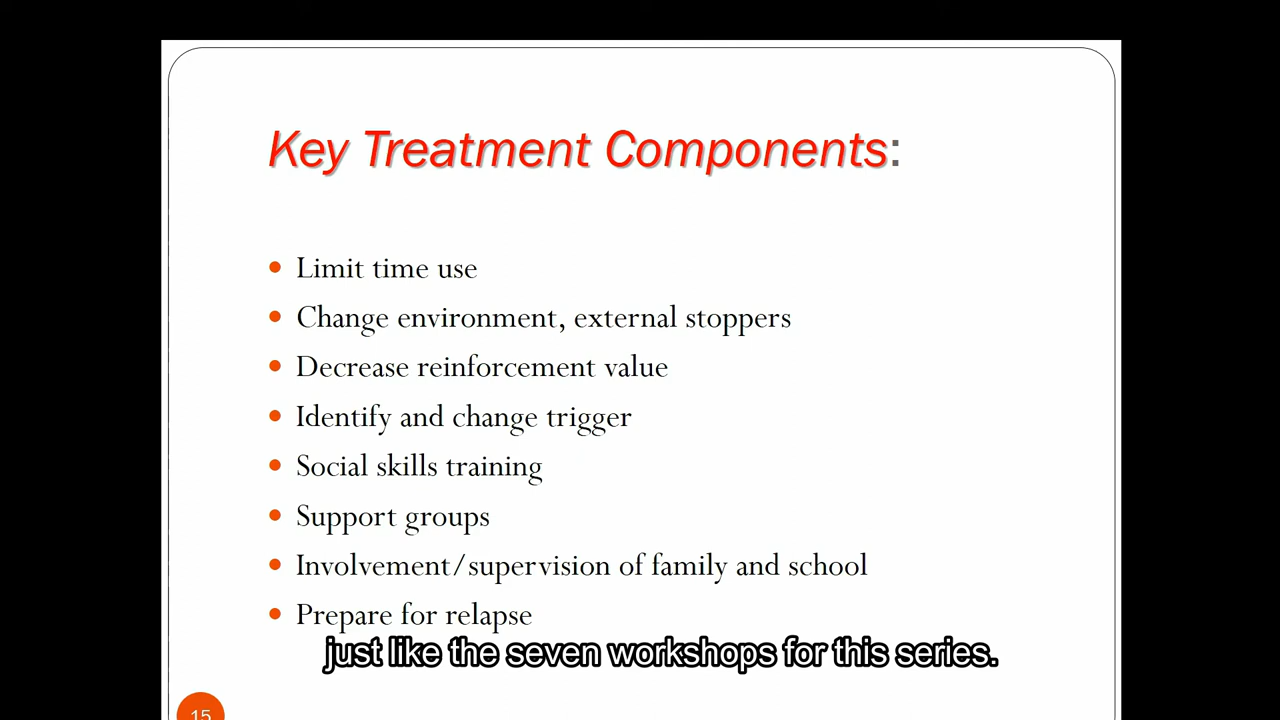 Key Treatment Components:
Limit time use
Change environment, external stoppers
Decrease reinforcement value
Identify and change trigger
Social skills training
Support groups
Involvement/supervision of family and school
Prepare for relapse
just like the seven workshops for this series.
15